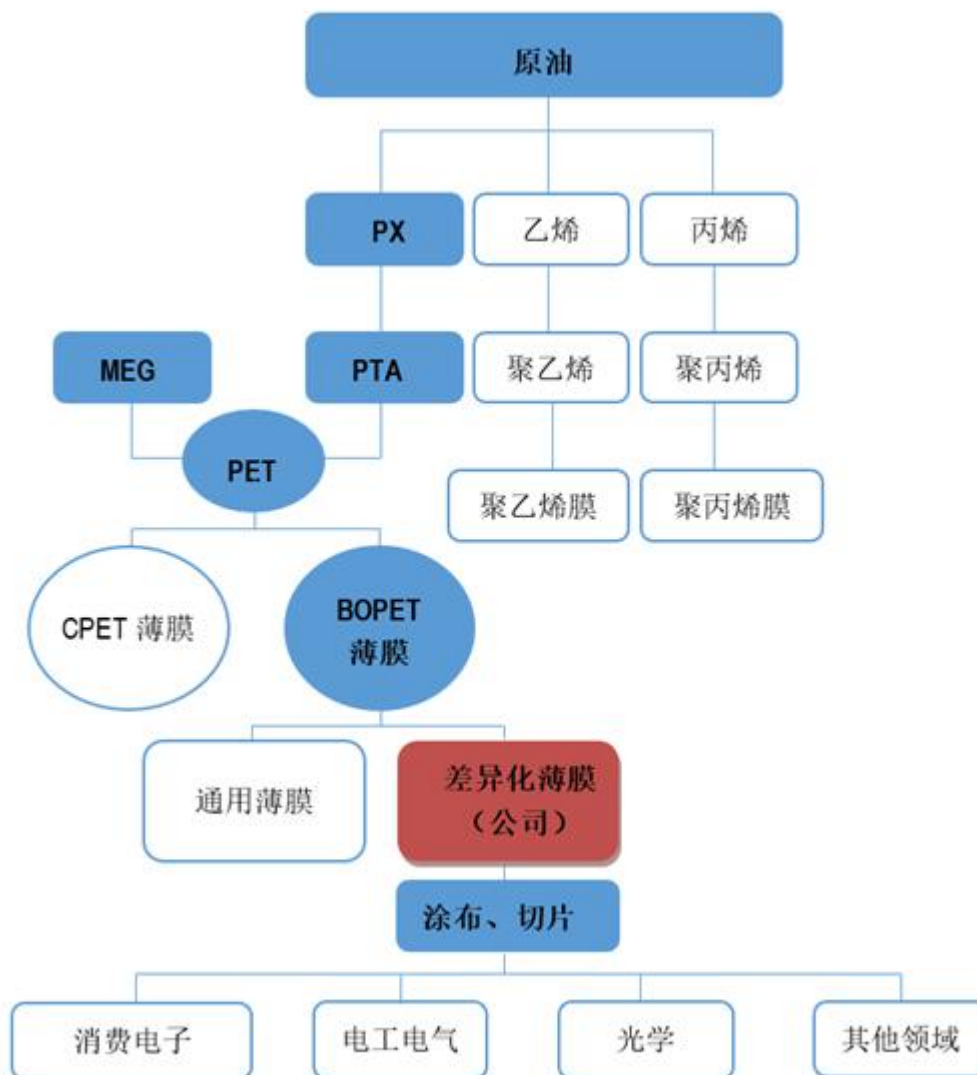 原油
PX
乙烯
丙烯
MEG
PTA
聚乙烯
聚丙烯
PET
聚乙烯膜
聚丙烯膜
CPET 薄膜
BOPET
薄膜
通用薄膜
差异化薄膜
（公司）
涂布、切片
消费电子
电工电气
光学
其他领域